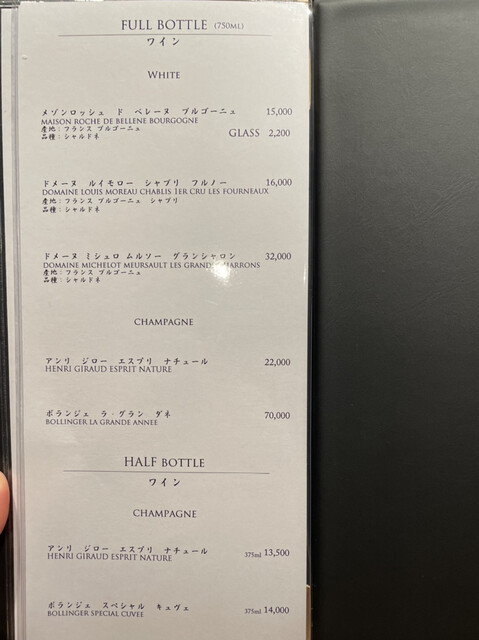 FULL BOTTLE (750ML)
ワイン
WHITE
メゾンロッシュ ド ベレーヌ ブルゴーニュ 15,000
MAISON ROCHE DE BELLENE BOURGOGNE
産地：フランス ブルゴーニュ
品種：シャルドネ
GLASS 2,200
ドメーヌ ルイモロー シャブリ フルノー 16,000
DOMAINE LOUIS MOREAU CHABLIS 1ER CRU LES FOURNEAUX
産地：フランス ブルゴーニュ シャブリ
品種：シャルドネ
ドメーヌ ミシュロ ムルソー グランシャロン 32,000
DOMAINE MICHELOT MEURSAULT LES GRANDS CHARRONS
産地：フランス ブルゴーニュ
品種：シャルドネ
CHAMPAGNE
アンリ ジロー エスプリ ナチュール 22,000
HENRI GIRAUD ESPRIT NATURE
ボランジェ ラ・グラン ダネ 70,000
BOLLINGER LA GRANDE ANNEE
HALF BOTTLE
ワイン
CHAMPAGNE
アンリ ジロー エスプリ ナチュール 375ml 13,500
HENRI GIRAUD ESPRIT NATURE
ボランジェ スペシャル キュヴェ 375ml 14,000
BOLLINGER SPECIAL CUVEE